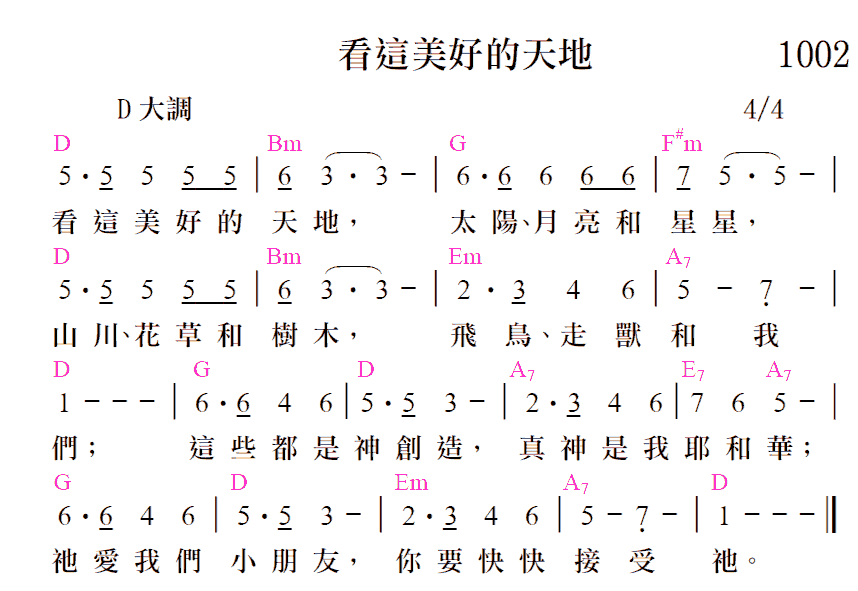 看這美好的天地 1002
D大調 4/4
D Bm G F#m
5·5 5 5 5 | 6 3·3- | 6·6 6 6 6 | 7 5·5- |
看這美好的天地，太陽、月亮和星星，
D Bm Em A7
5·5 5 5 5 | 6 3·3- | 2·3 4 6 | 5 - 7 - |
山川、花草和樹木，飛鳥、走獸和我
D G D A7 E7 A7
1 - - - | 6·6 4 6 | 5·5 3 - | 2·3 4 6 | 7 6 5 - |
們；這些都是神創造，真神是我耶和華；
G D Em A7 D
6·6 4 6 | 5·5 3 - | 2·3 4 6 | 5 - 7 - | 1 - - - ‖
祂愛我們小朋友，你要快快接受祂。